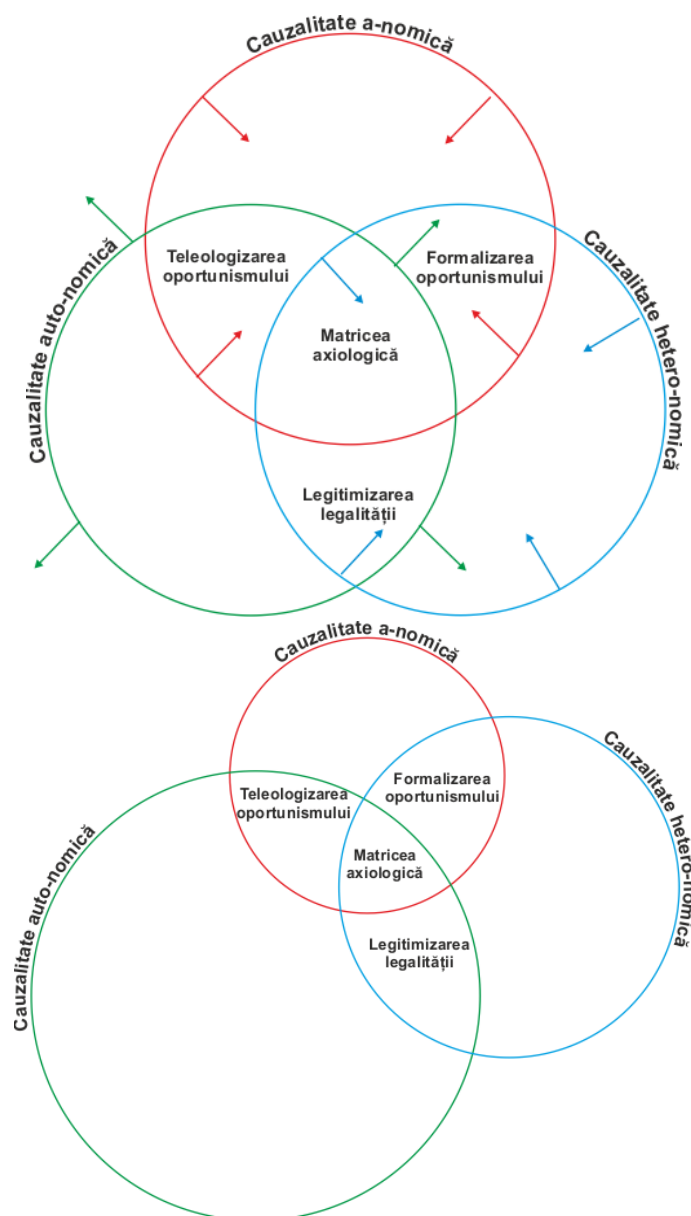 Cauzalitate a-nomică
Cauzalitate auto-nomică
Cauzalitate hetero-nomică
Teleologizarea
oportunismului
Formalizarea
oportunismului
Matricea
axiologică
Legitimizarea
legalității
Cauzalitate a-nomică
Cauzalitate auto-nomică
Cauzalitate hetero-nomică
Teleologizarea
oportunismului
Formalizarea
oportunismului
Matricea
axiologică
Legitimizarea
legalității